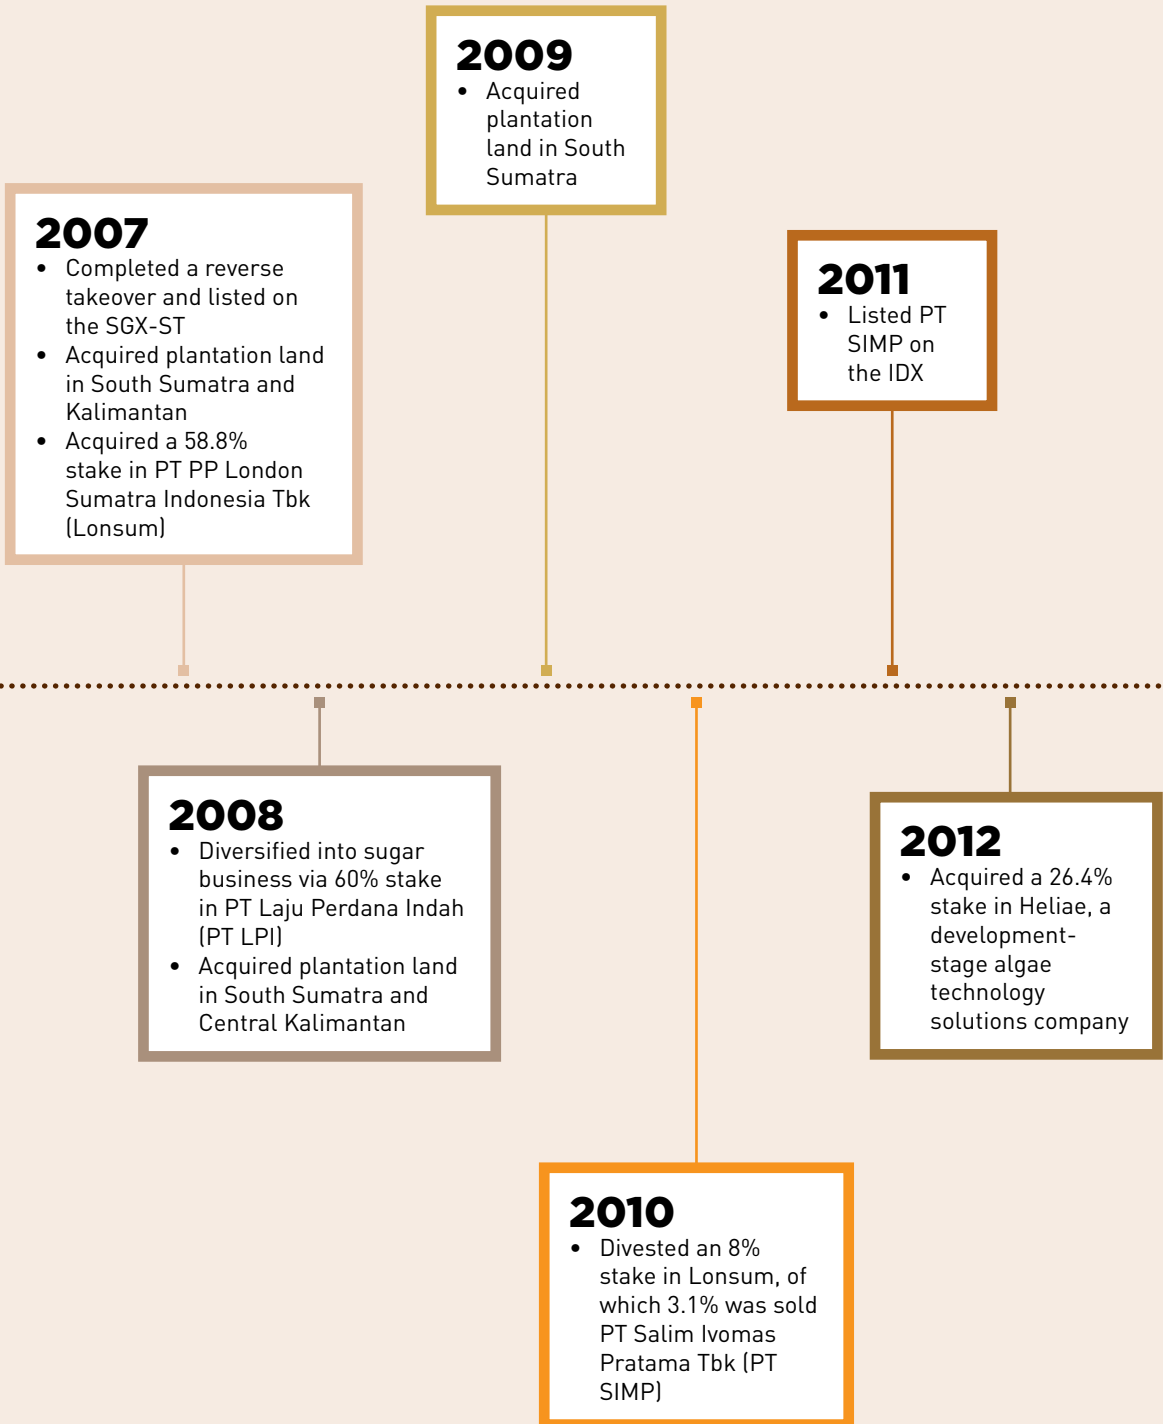 2007
• Completed a reverse
takeover and listed on
the SGX-ST
• Acquired plantation land
in South Sumatra and
Kalimantan
• Acquired a 58.8%
stake in PT PP London
Sumatra Indonesia Tbk
(Lonsum)
2008
• Diversified into sugar
business via 60% stake
in PT Laju Perdana Indah
(PT LPI)
• Acquired plantation land
in South Sumatra and
Central Kalimantan
2009
• Acquired
plantation
land in South
Sumatra
2010
• Divested an 8%
stake in Lonsum, of
which 3.1% was sold
PT Salim Ivomas
Pratama Tbk (PT
SIMP)
2011
• Listed PT
SIMP on
the IDX
2012
• Acquired a 26.4%
stake in Heliae, a
development-
stage algae
technology
solutions company